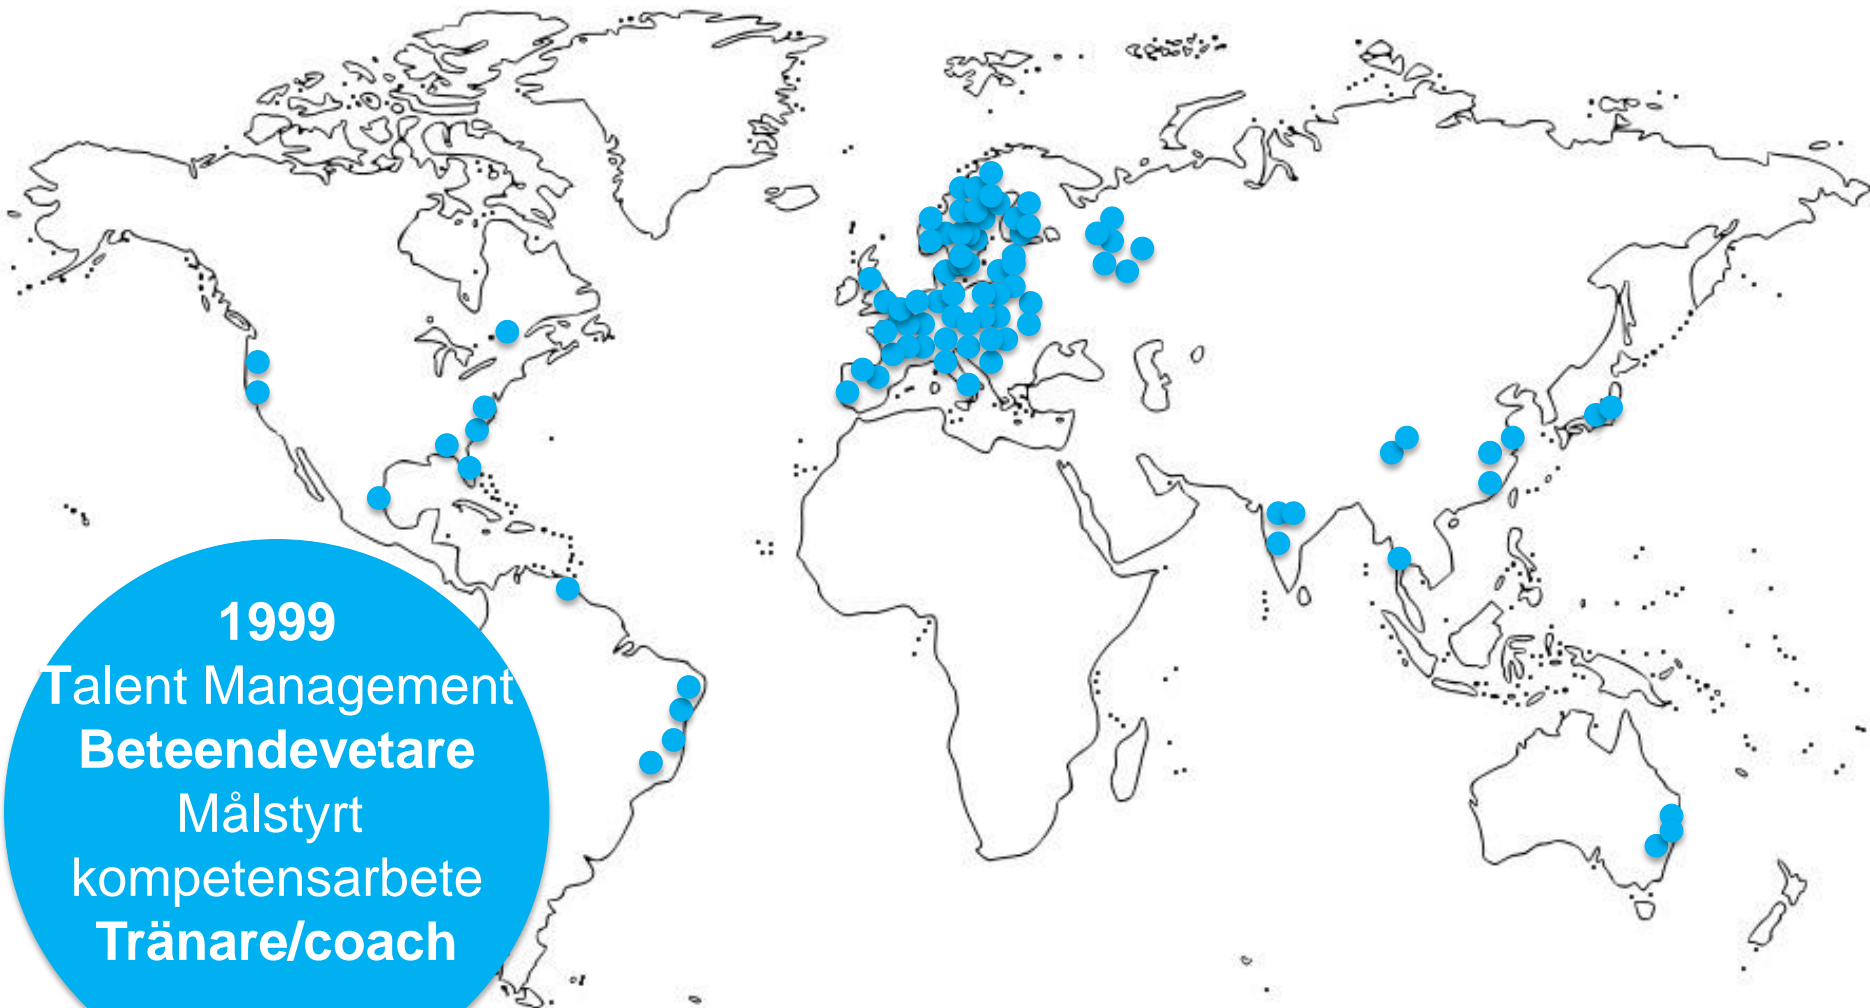 1999
Talent Management
Beteendevetare
Målstyrt
kompetensarbete
Tränare/coach